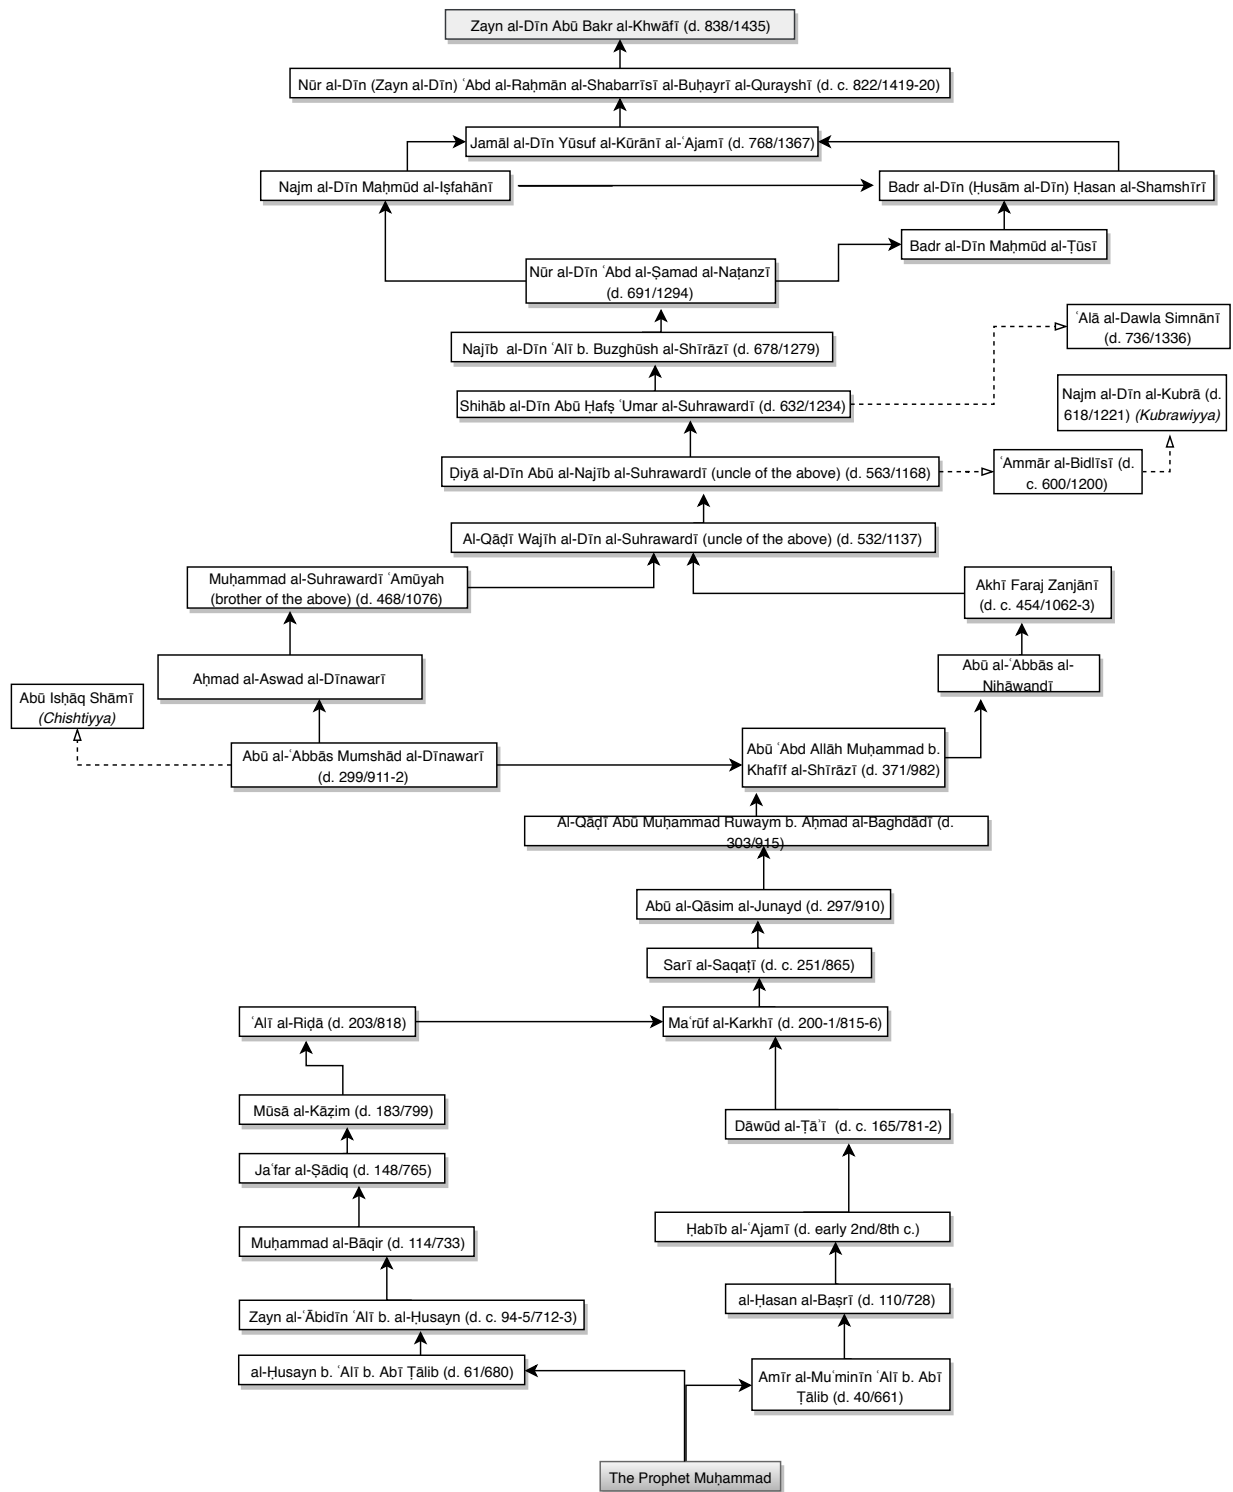 Zayn al-Dīn Abū Bakr al-Khwāfī (d. 838/1435)
Nūr al-Dīn (Zayn al-Dīn) ʿAbd al-Raḥmān al-Shabarrīsī al-Buḥayrī al-Qurayshī (d. c. 822/1419-20)
Jamāl al-Dīn Yūsuf al-Kūrānī al-ʿAjamī (d. 768/1367)
Najm al-Dīn Maḥmūd al-Iṣfahānī
Badr al-Dīn (Ḥusām al-Dīn) Ḥasan al-Shamshīrī
Badr al-Dīn Maḥmūd al-Ṭūsī
Nūr al-Dīn ʿAbd al-Ṣamad al-Naṭanzī
(d. 691/1294)
ʿAlā al-Dawla Simnānī
(d. 736/1336)
Najīb al-Dīn ʿAlī b. Buzghūsh al-Shīrāzī (d. 678/1279)
Shihāb al-Dīn Abū Ḥafṣ ʿUmar al-Suhrawardī (d. 632/1234)
Najm al-Dīn al-Kubrā (d.
618/1221) (Kubrawiyya)
Ḍiyā al-Dīn Abū al-Najīb al-Suhrawardī (uncle of the above) (d. 563/1168)
ʿAmmār al-Bidlīsī (d.
c. 600/1200)
Al-Qāḍī Wajīh al-Dīn al-Suhrawardī (uncle of the above) (d. 532/1137)
Muḥammad al-Suhrawardī ʿAmūyah
(brother of the above) (d. 468/1076)
Akhī Faraj Zanjānī
(d. c. 454/1062-3)
Aḥmad al-Aswad al-Dīnawarī
Abū al-ʿAbbās al-
Nihāwandī
Abū Isḥāq Shāmī
(Chishtiyya)
Abū al-ʿAbbās Mumshād al-Dīnawarī
(d. 299/911-2)
Abū ʿAbd Allāh Muḥammad b.
Khafīf al-Shīrāzī (d. 371/982)
Al-Qāḍī Abū Muḥammad Ruwaym b. Aḥmad al-Baghdādī (d.
303/915)
Abū al-Qāsim al-Junayd (d. 297/910)
Sarī al-Saqaṭī (d. c. 251/865)
ʿAlī al-Riḍā (d. 203/818)
Maʿrūf al-Karkhī (d. 200-1/815-6)
Mūsā al-Kāẓim (d. 183/799)
Dāwūd al-Ṭāʾī (d. c. 165/781-2)
Jaʿfar al-Ṣādiq (d. 148/765)
Muḥammad al-Bāqir (d. 114/733)
Ḥabīb al-ʿAjamī (d. early 2nd/8th c.)
Zayn al-ʿĀbidīn ʿAlī b. al-Ḥusayn (d. c. 94-5/712-3)
al-Ḥasan al-Baṣrī (d. 110/728)
al-Ḥusayn b. ʿAlī b. Abī Ṭālib (d. 61/680)
Amīr al-Muʿminīn ʿAlī b. Abī
Ṭālib (d. 40/661)
The Prophet Muḥammad